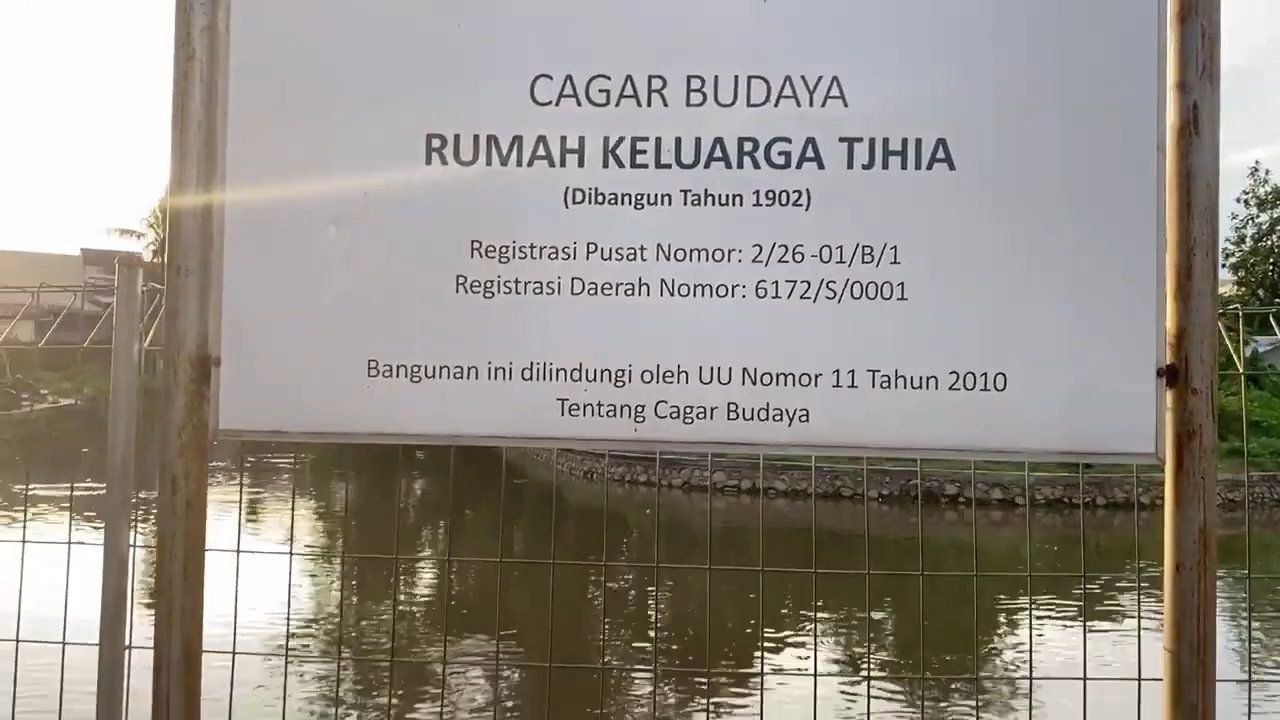 CAGAR BUDAYA
RUMAH KELUARGA TJHIA
(Dibangun Tahun 1902)
Registrasi Pusat Nomor: 2/26 -01/B/1
Registrasi Daerah Nomor: 6172/S/0001
Bangunan ini dilindungi oleh UU Nomor 11 Tahun 2010
Tentang Cagar Budaya